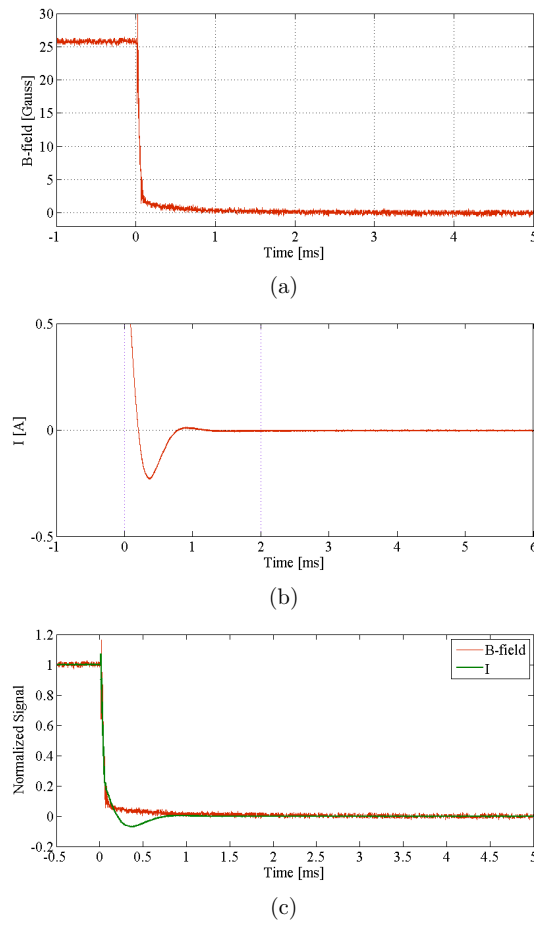 30
25
20
15
10
5
0
B-field [Gauss]
-1 0 1 2 3 4 5
Time [ms]
(a)
0.5
0
-0.5
I [A]
-1 0 1 2 3 4 5 6
Time [ms]
(b)
1.2
1
0.8
0.6
0.4
0.2
0
-0.2
Normalized Signal
B-field
I
-0.5 0 0.5 1 1.5 2 2.5 3 3.5 4 4.5 5
Time [ms]
(c)